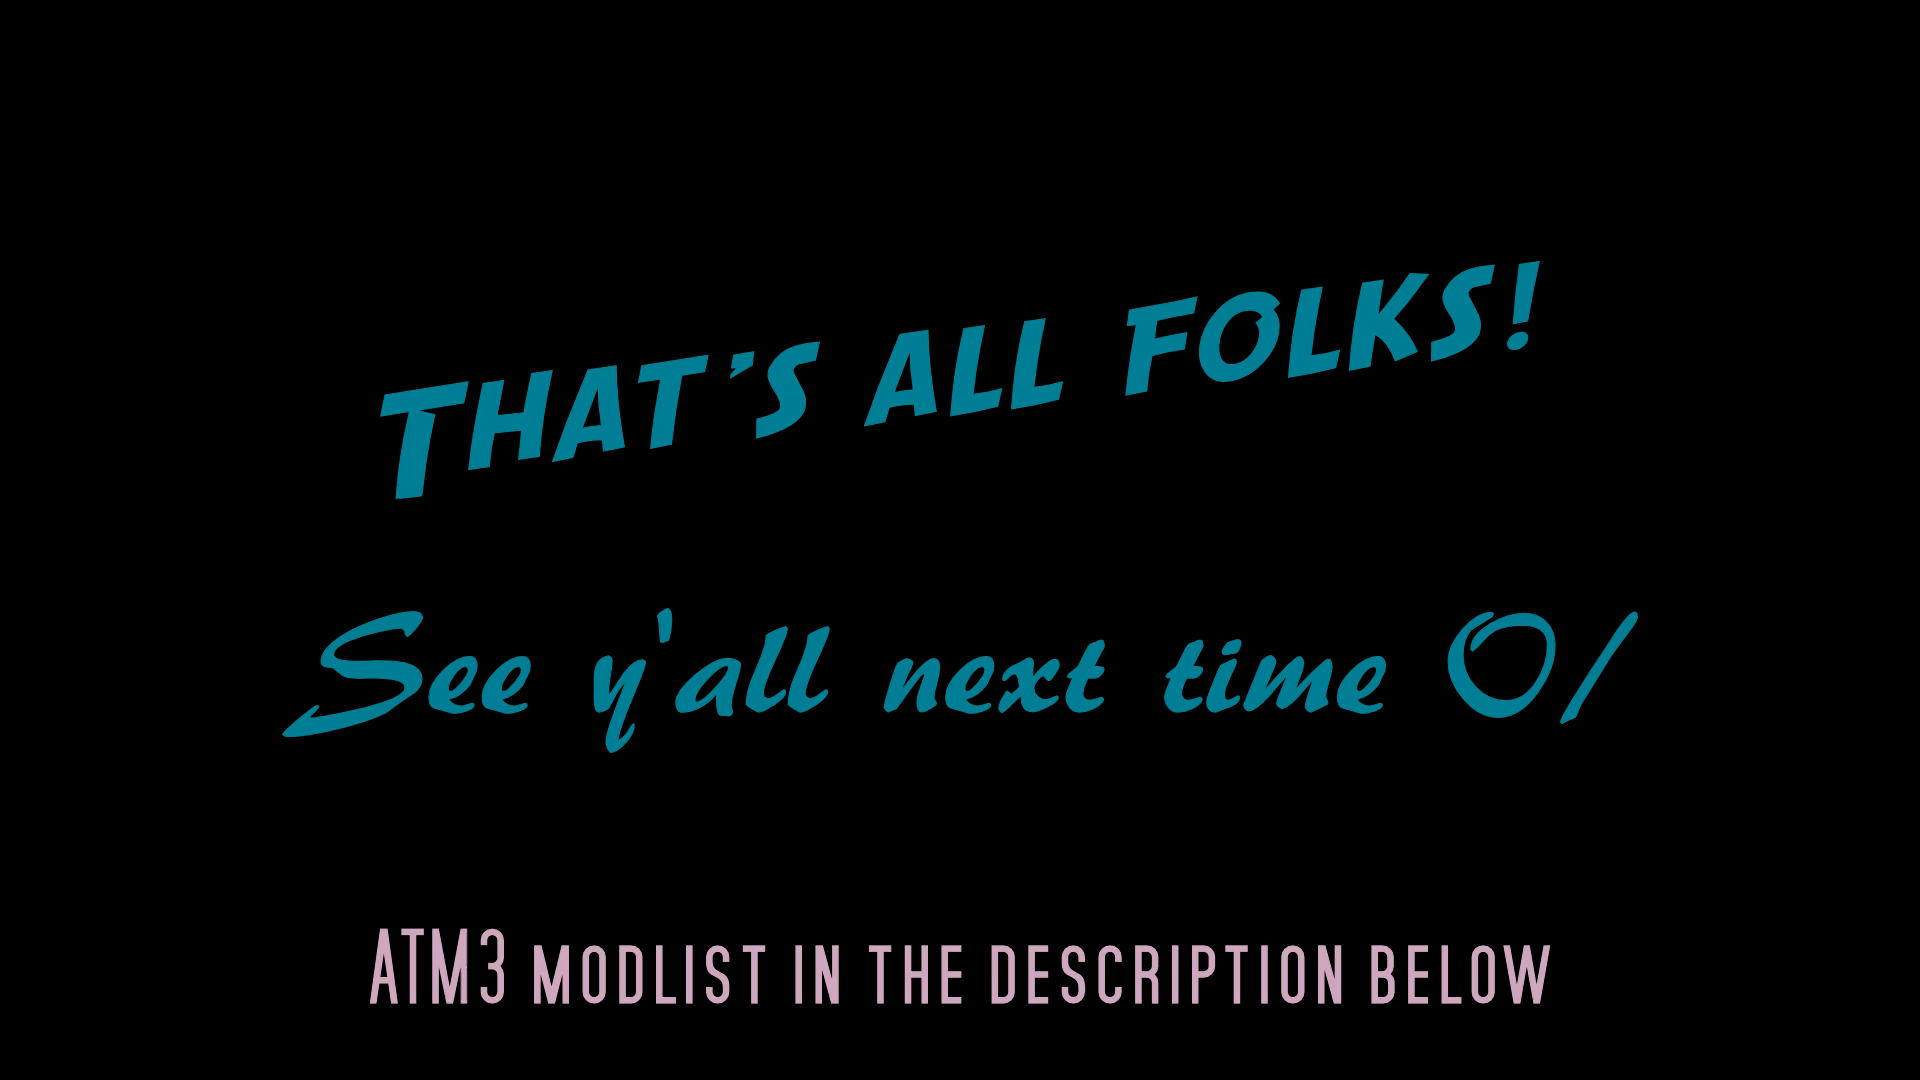 That's all Folks!
See y'all next time O/
ATM3 modlist in the description below